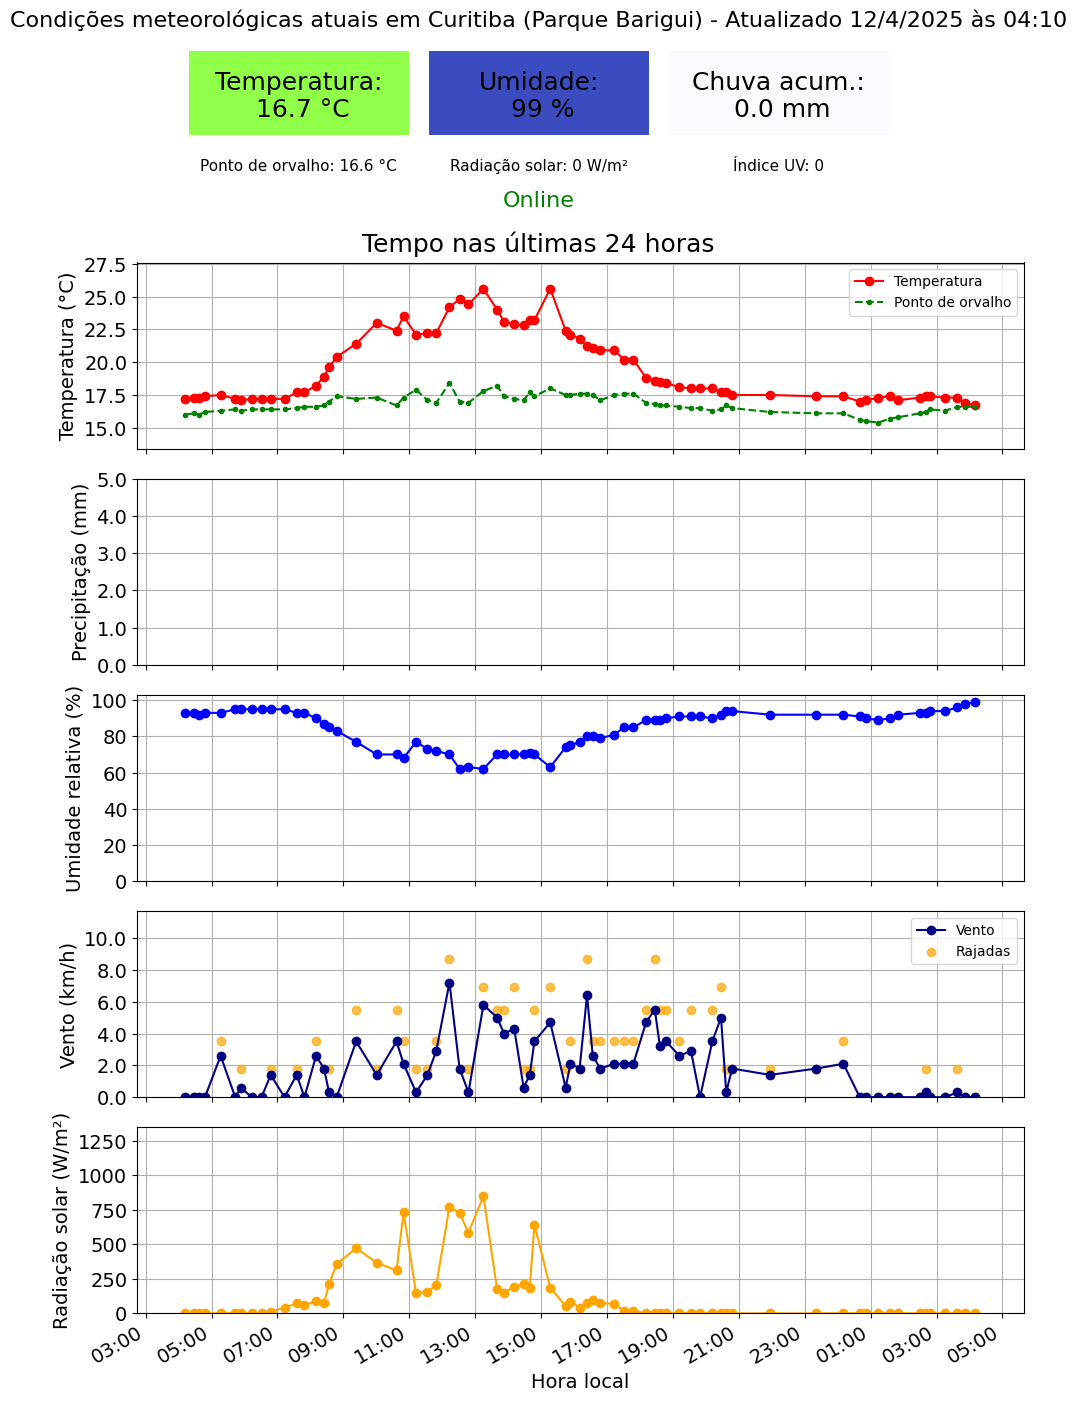 Condições meteorológicas atuais em Curitiba (Parque Barigui) - Atualizado 12/4/2025 às 04:10
Temperatura:
16.7 °C
Umidade:
99 %
Chuva acum.:
0.0 mm
Ponto de orvalho: 16.6 °C
Radiação solar: 0 W/m²
Índice UV: 0
Online
Tempo nas últimas 24 horas
Temperatura (°C)
27.5
25.0
22.5
20.0
17.5
15.0
Temperatura
Ponto de orvalho
Precipitação (mm)
5.0
4.0
3.0
2.0
1.0
0.0
Umidade relativa (%)
100
80
60
40
20
0
Vento (km/h)
10.0
8.0
6.0
4.0
2.0
0.0
Vento
Rajadas
Radiação solar (W/m²)
1250
1000
750
500
250
0
03:00
05:00
07:00
09:00
11:00
13:00
15:00
17:00
19:00
21:00
23:00
01:00
03:00
05:00
Hora local